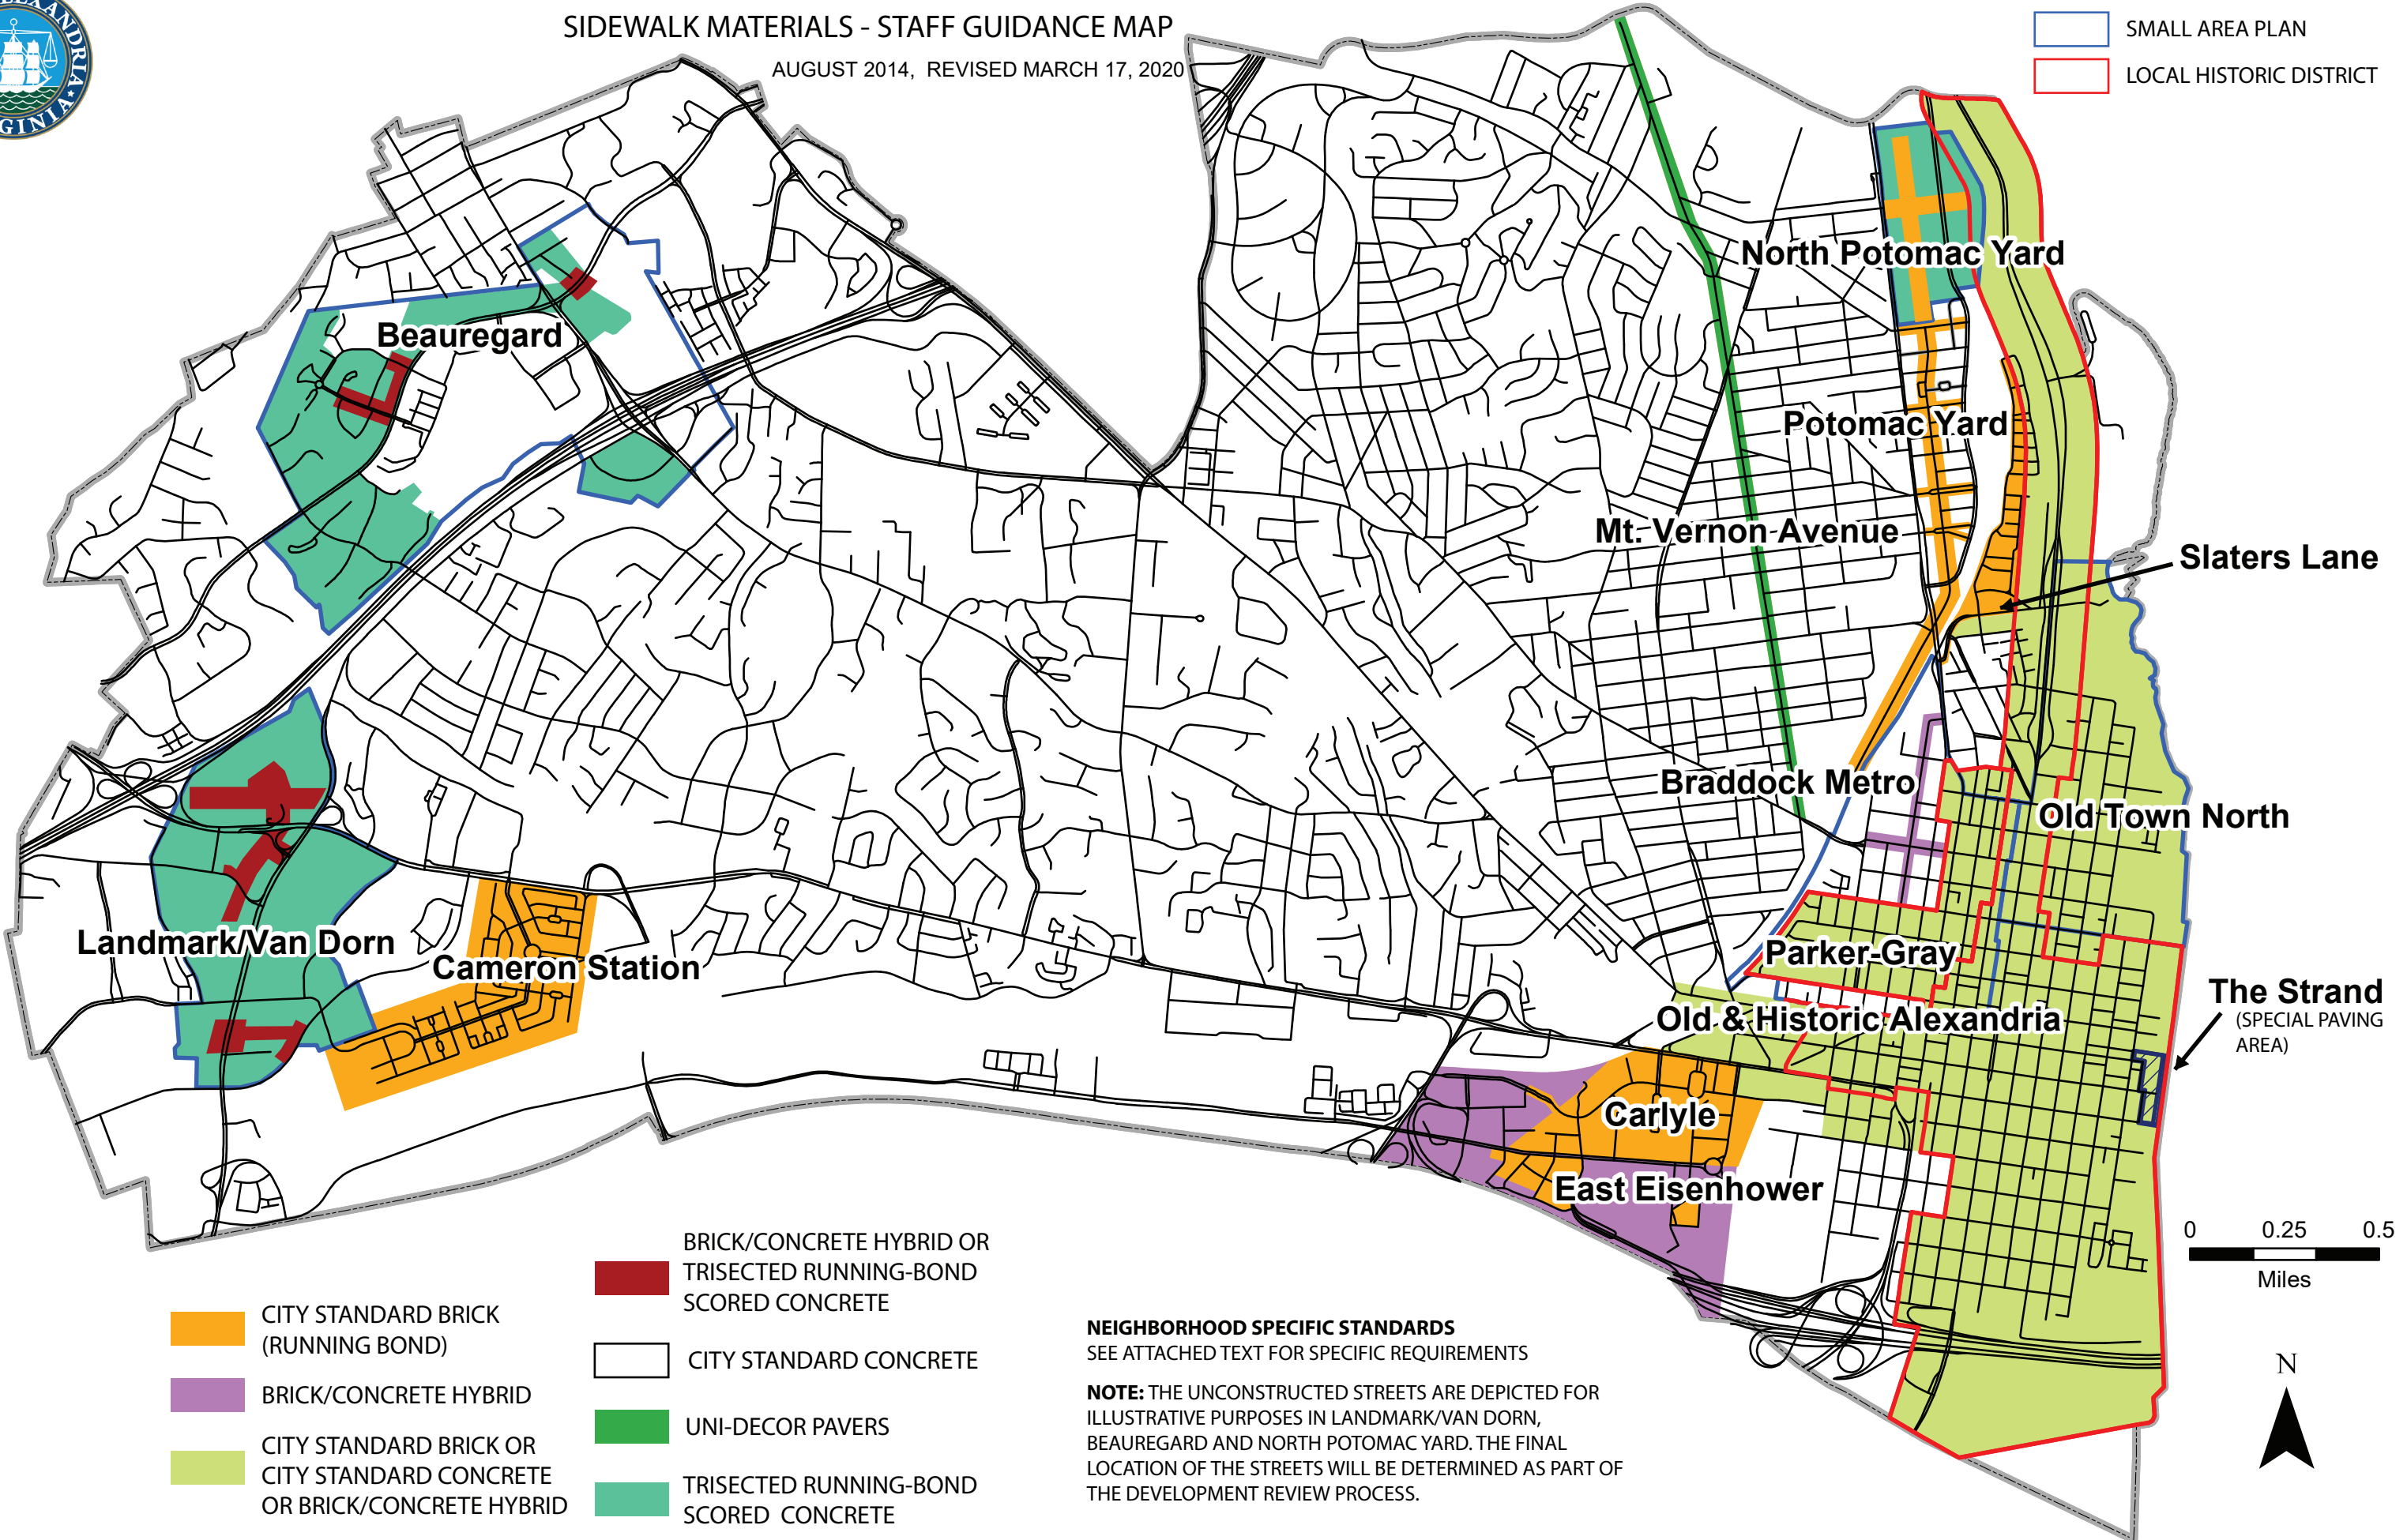 ALEXANDRIA
VIRGINIA
SIDEWALK MATERIALS - STAFF GUIDANCE MAP
AUGUST 2014, REVISED MARCH 17, 2020
SMALL AREA PLAN
LOCAL HISTORIC DISTRICT
North Potomac Yard
Beauregard
Potomac Yard
Mt. Vernon Avenue
Slaters Lane
Braddock Metro
Old Town North
Landmark/Van Dorn
Cameron Station
Parker-Gray
The Strand
(SPECIAL PAVING
AREA)
Old & Historic Alexandria
Carlyle
East Eisenhower
0 0.25 0.5
Miles
N
CITY STANDARD BRICK
(RUNNING BOND)
BRICK/CONCRETE HYBRID
CITY STANDARD BRICK OR
CITY STANDARD CONCRETE
OR BRICK/CONCRETE HYBRID
BRICK/CONCRETE HYBRID OR
TRISECTED RUNNING-BOND
SCORED CONCRETE
CITY STANDARD CONCRETE
UNI-DECOR PAVERS
TRISECTED RUNNING-BOND
SCORED CONCRETE
NEIGHBORHOOD SPECIFIC STANDARDS
SEE ATTACHED TEXT FOR SPECIFIC REQUIREMENTS
NOTE: THE UNCONSTRUCTED STREETS ARE DEPICTED FOR
ILLUSTRATIVE PURPOSES IN LANDMARK/VAN DORN,
BEAUREGARD AND NORTH POTOMAC YARD. THE FINAL
LOCATION OF THE STREETS WILL BE DETERMINED AS PART OF
THE DEVELOPMENT REVIEW PROCESS.